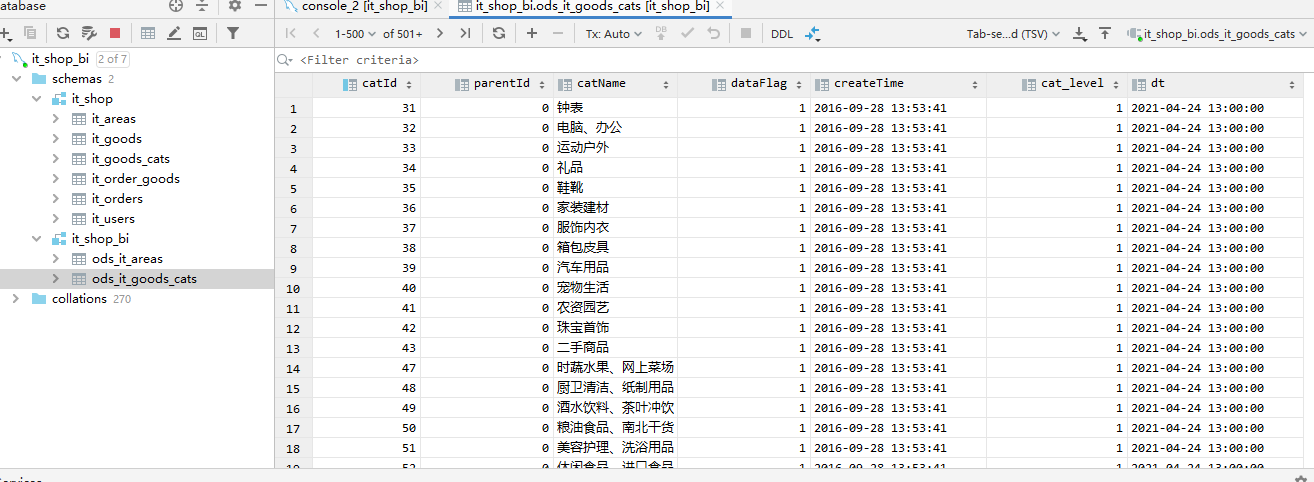 atabase
console_2 [it_shop_bi]
it_shop_bi.ods_it_goods_cats [it_shop_bi]
1-500 of 501+
Tx: Auto
DDL
Tab-se...d (TSV)
it_shop_bi.ods_it_goods_cats
it_shop_bi 2 of 7
schemas 2
it_shop
it_areas
it_goods
it_goods_cats
it_order_goods
it_orders
it_users
it_shop_bi
ods_it_areas
ods_it_goods_cats
collations 270
<Filter criteria>
catId parentId catName dataFlag createTime cat_level dt
1 31 0 钟表 1 2016-09-28 13:53:41 1 2021-04-24 13:00:00
2 32 0 电脑、办公 1 2016-09-28 13:53:41 1 2021-04-24 13:00:00
3 33 0 运动户外 1 2016-09-28 13:53:41 1 2021-04-24 13:00:00
4 34 0 礼品 1 2016-09-28 13:53:41 1 2021-04-24 13:00:00
5 35 0 鞋靴 1 2016-09-28 13:53:41 1 2021-04-24 13:00:00
6 36 0 家装建材 1 2016-09-28 13:53:41 1 2021-04-24 13:00:00
7 37 0 服饰内衣 1 2016-09-28 13:53:41 1 2021-04-24 13:00:00
8 38 0 箱包皮具 1 2016-09-28 13:53:41 1 2021-04-24 13:00:00
9 39 0 汽车用品 1 2016-09-28 13:53:41 1 2021-04-24 13:00:00
10 40 0 宠物生活 1 2016-09-28 13:53:41 1 2021-04-24 13:00:00
11 41 0 农资园艺 1 2016-09-28 13:53:41 1 2021-04-24 13:00:00
12 42 0 珠宝首饰 1 2016-09-28 13:53:41 1 2021-04-24 13:00:00
13 43 0 二手商品 1 2016-09-28 13:53:41 1 2021-04-24 13:00:00
14 47 0 时蔬水果、网上菜场 1 2016-09-28 13:53:41 1 2021-04-24 13:00:00
15 48 0 厨卫清洁、纸制用品 1 2016-09-28 13:53:41 1 2021-04-24 13:00:00
16 49 0 酒水饮料、茶叶冲饮 1 2016-09-28 13:53:41 1 2021-04-24 13:00:00
17 50 0 粮油食品、南北干货 1 2016-09-28 13:53:41 1 2021-04-24 13:00:00
18 51 0 美容护理、洗浴用品 1 2016-09-28 13:53:41 1 2021-04-24 13:00:00